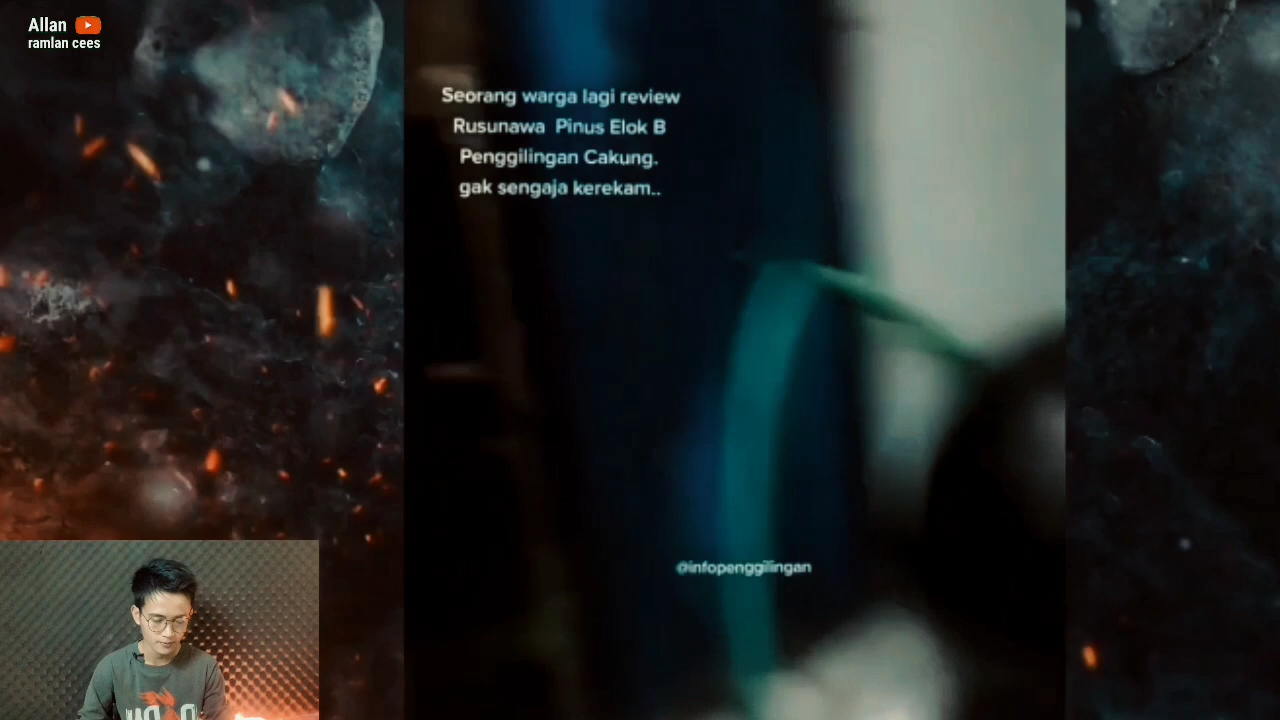 Allan
ramlan cees
Seorang warga lagi review
Rusunawa Pinus Elok B
Penggilingan Cakung.
gak sengaja kerekam..
@infopenggilingan